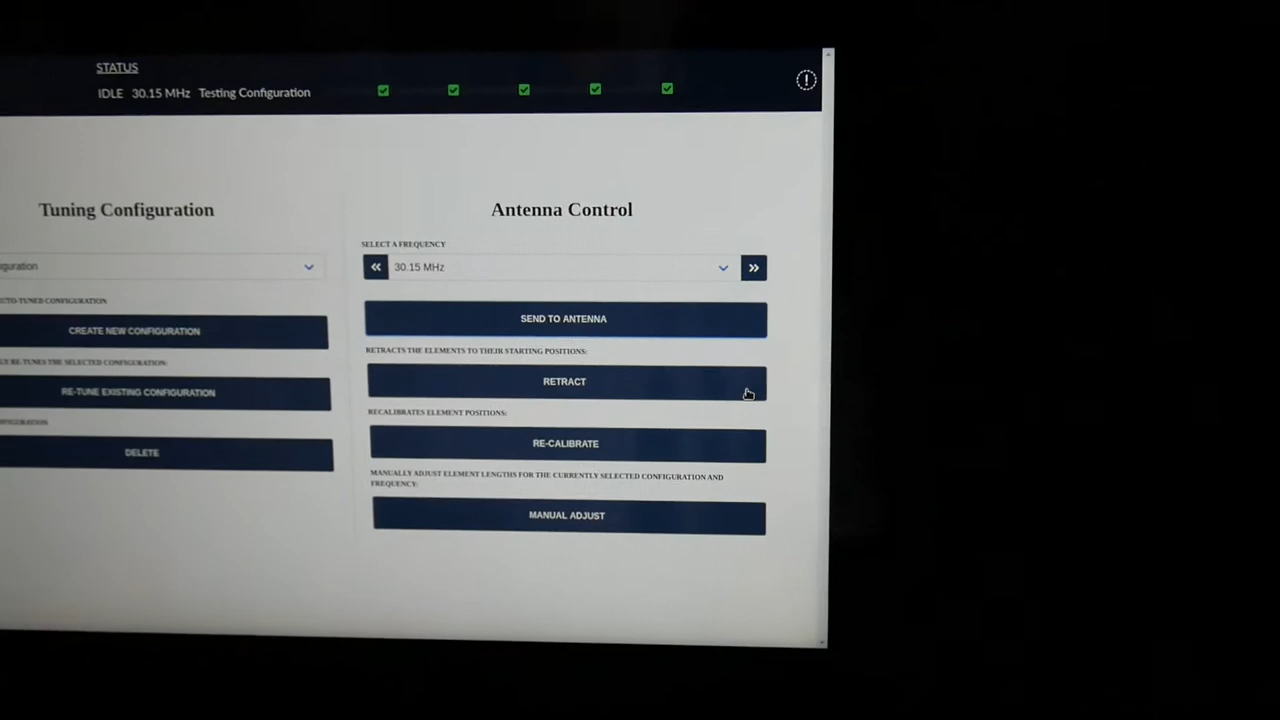 STATUS
IDLE 30.15 MHz Testing Configuration
Tuning Configuration
CREATE NEW CONFIGURATION
RE-TUNE EXISTING CONFIGURATION
DELETE
Antenna Control
SELECT A FREQUENCY
30.15 MHz
SEND TO ANTENNA
RETRACTS THE ELEMENTS TO THEIR STARTING POSITIONS:
RETRACT
RECALIBRATES ELEMENT POSITIONS:
RE-CALIBRATE
MANUALLY ADJUST ELEMENT LENGTHS FOR THE CURRENTLY SELECTED CONFIGURATION AND
FREQUENCY:
MANUAL ADJUST